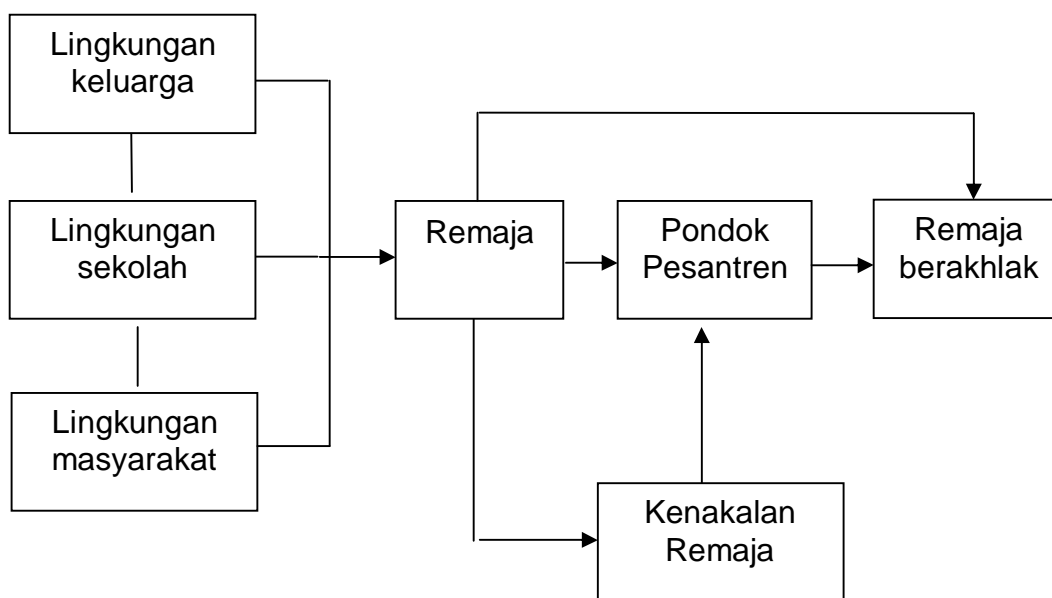 Lingkungan
keluarga
Lingkungan
sekolah
Lingkungan
masyarakat
Remaja
Pondok
Pesantren
Remaja
berakhlak
Kenakalan
Remaja